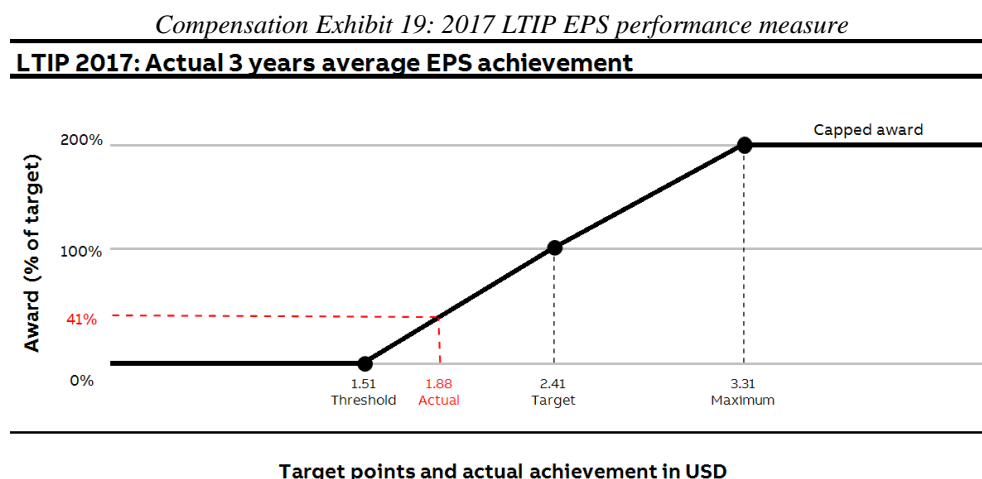 Compensation Exhibit 19: 2017 LTIP EPS performance measure
LTIP 2017: Actual 3 years average EPS achievement
Capped award
200%
100%
41%
0%
Award (% of target)
1.51 1.88 2.41 3.31
Threshold Actual Target Maximum
Target points and actual achievement in USD